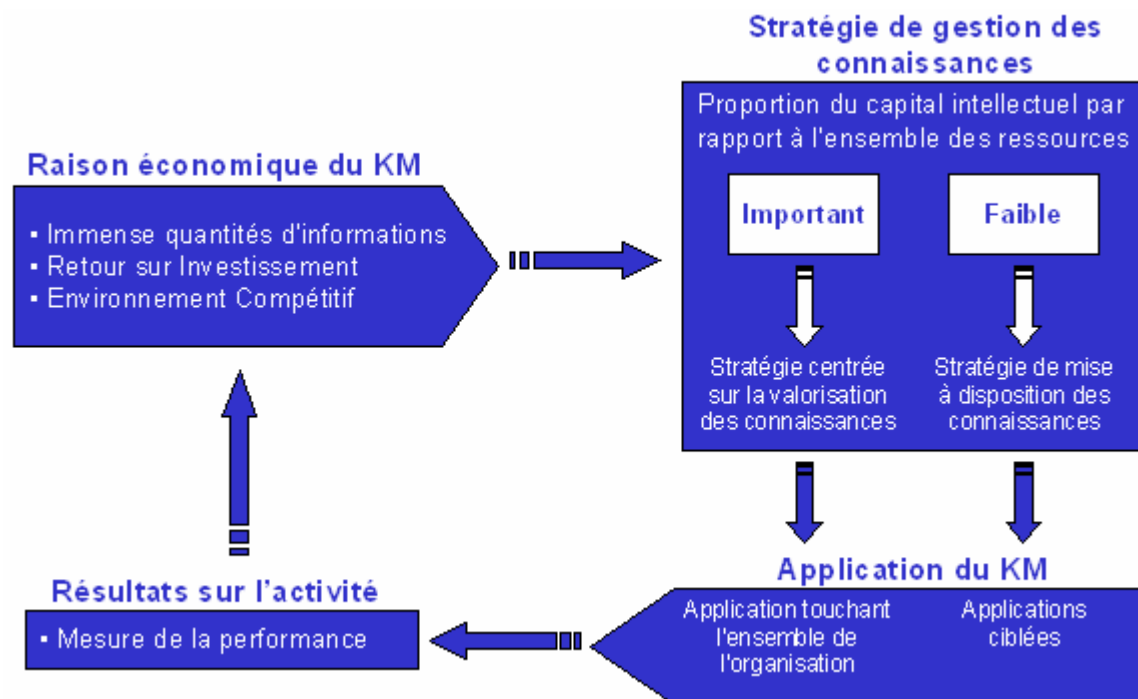 Stratégie de gestion des
connaissances
Proportion du capital intellectuel par
rapport à l'ensemble des ressources
Important
Faible
Stratégie centrée
sur la valorisation
des connaissances
Stratégie de mise
à disposition des
connaissances
Raison économique du KM
▪ Immense quantités d'informations
▪ Retour sur Investissement
▪ Environnement Compétitif
Application du KM
Application touchant
l'ensemble de
l'organisation
Applications
ciblées
Résultats sur l'activité
▪ Mesure de la performance